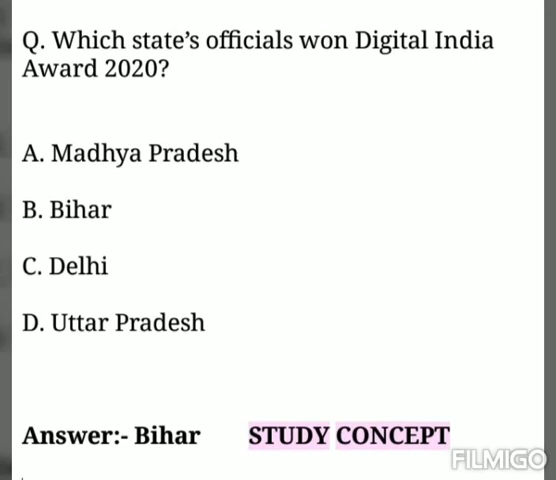 Q. Which state’s officials won Digital India
Award 2020?
A. Madhya Pradesh
B. Bihar
C. Delhi
D. Uttar Pradesh
Answer:- Bihar STUDY CONCEPT
FILMIGO